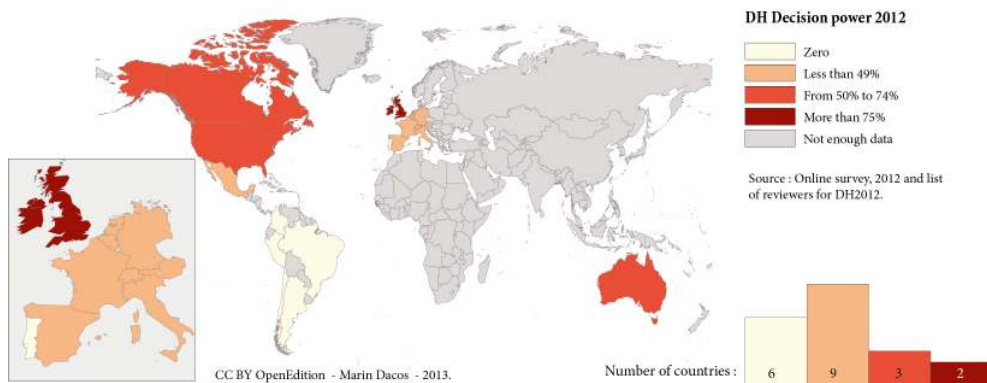 DH Decision power 2012
Zero
Less than 49%
From 50% to 74%
More than 75%
Not enough data
Source : Online survey, 2012 and list
of reviewers for DH2012.
CC BY OpenEdition - Marin Dacos - 2013.
Number of countries :
6
9
3
2